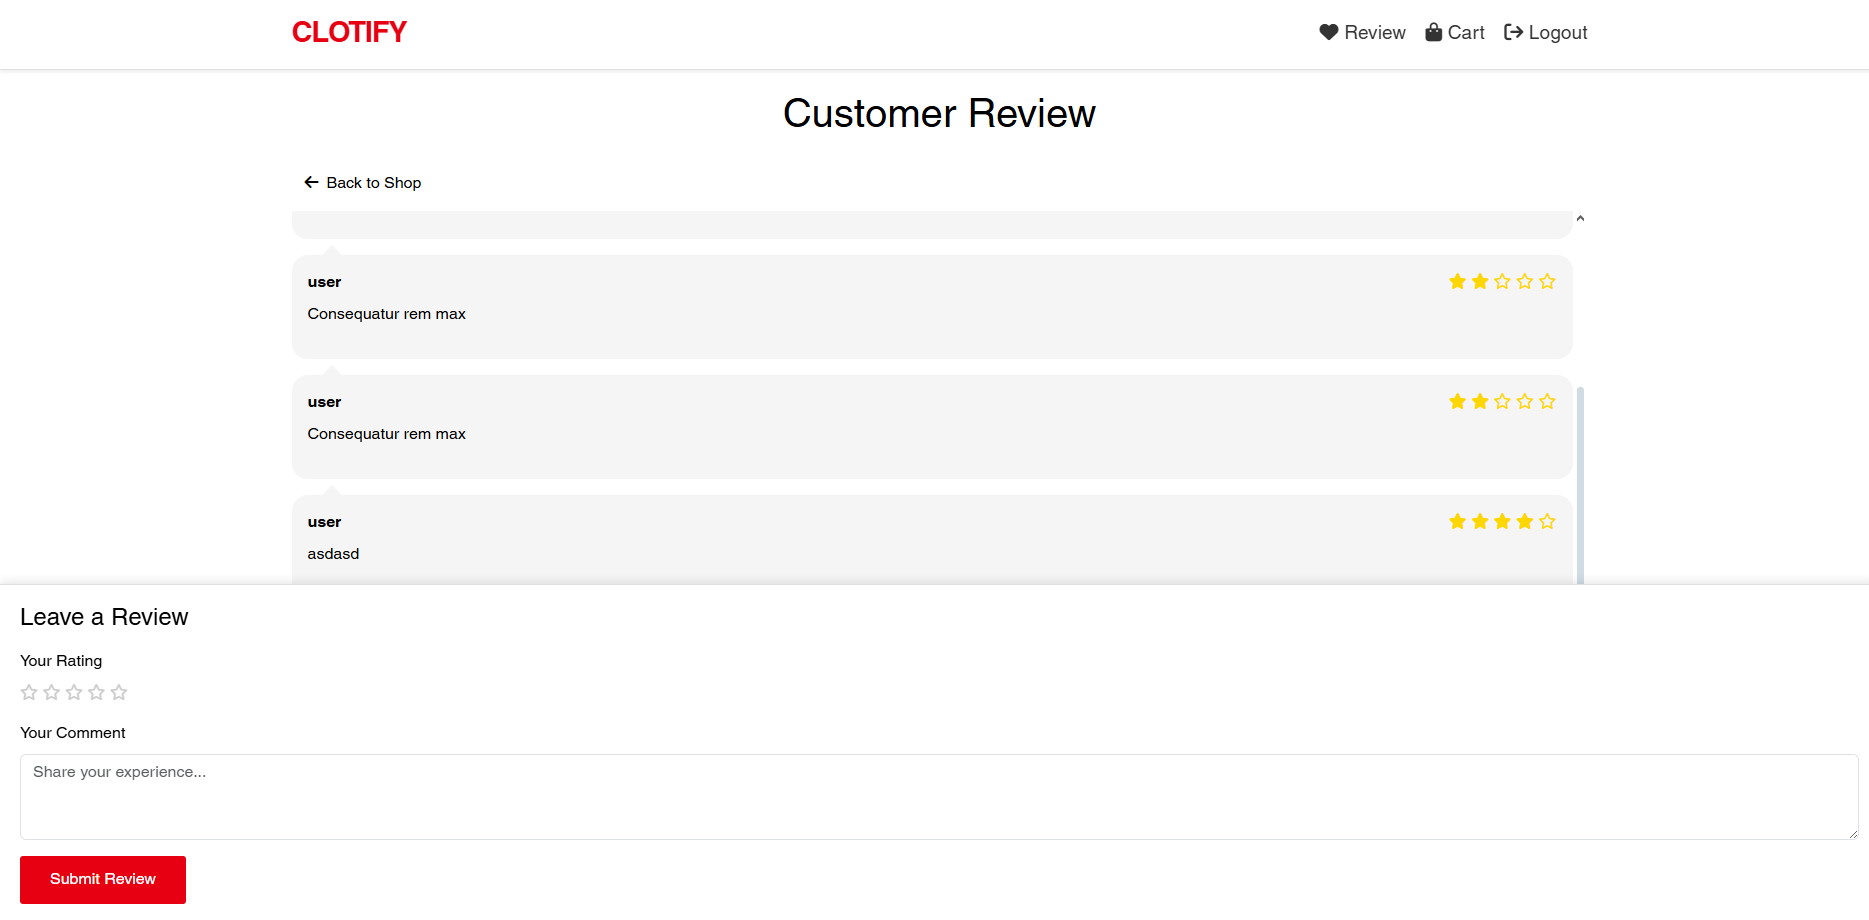 CLOTIFY
Review Cart Logout
Customer Review
Back to Shop
user
Consequatur rem max
user
Consequatur rem max
user
asdasd
Leave a Review
Your Rating
Your Comment
Share your experience...
Submit Review